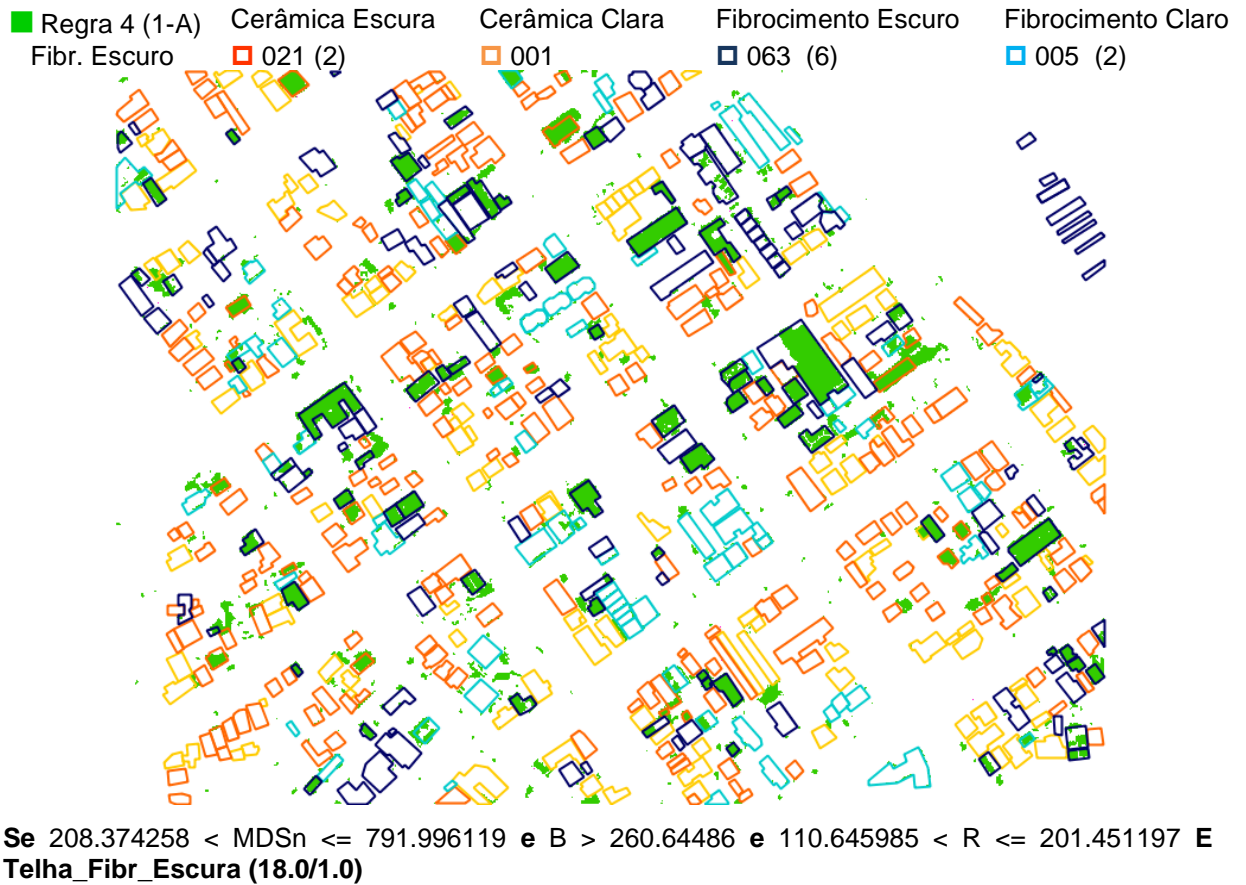 Regra 4 (1-A) Cerâmica Escura Cerâmica Clara Fibrocimento Escuro Fibrocimento Claro
Fibr. Escuro 021 (2) 001 063 (6) 005 (2)
Se 208.374258 < MDSn <= 791.996119 e B > 260.64486 e 110.645985 < R <= 201.451197 E
Telha_Fibr_Escura (18.0/1.0)